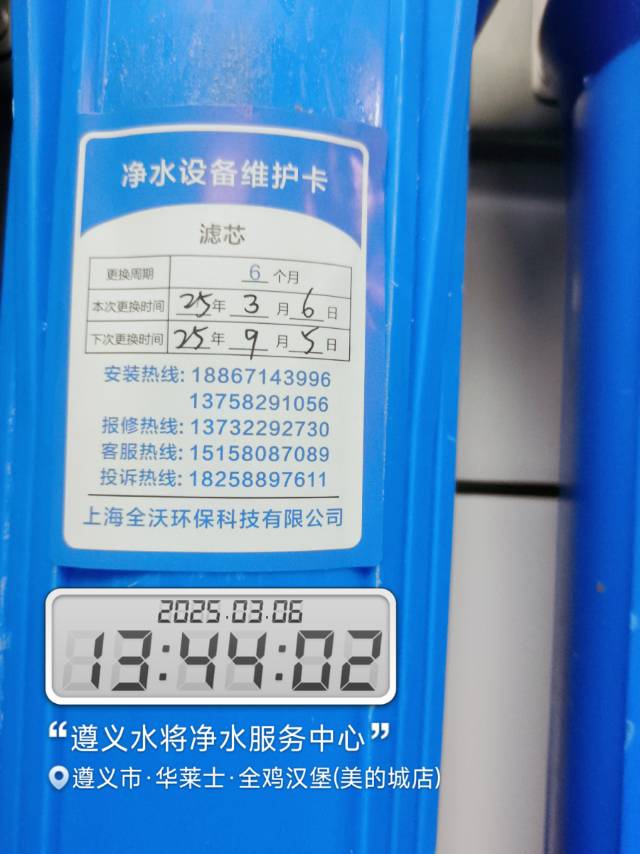 净水设备维护卡
滤芯
更换周期 6 个月
本次更换时间 25年 3 月 6 日
下次更换时间 25年 9 月 5 日
安装热线: 18867143996
13758291056
报修热线: 13732292730
客服热线: 15158087089
投诉热线: 18258897611
上海全沃环保科技有限公司
2025.03.06
13:44:02
“遵义水将净水服务中心”
遵义市·华莱士·全鸡汉堡(美的城店)